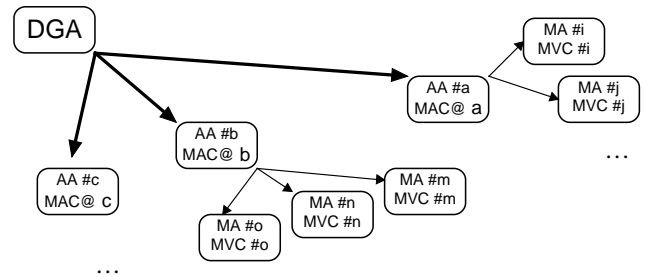 DGA
MA #i
MVC #i
AA #a
MAC@ a
MA #j
MVC #j
AA #b
MAC@ b
...
AA #c
MAC@ c
MA #m
MVC #m
MA #n
MVC #n
MA #o
MVC #o
...